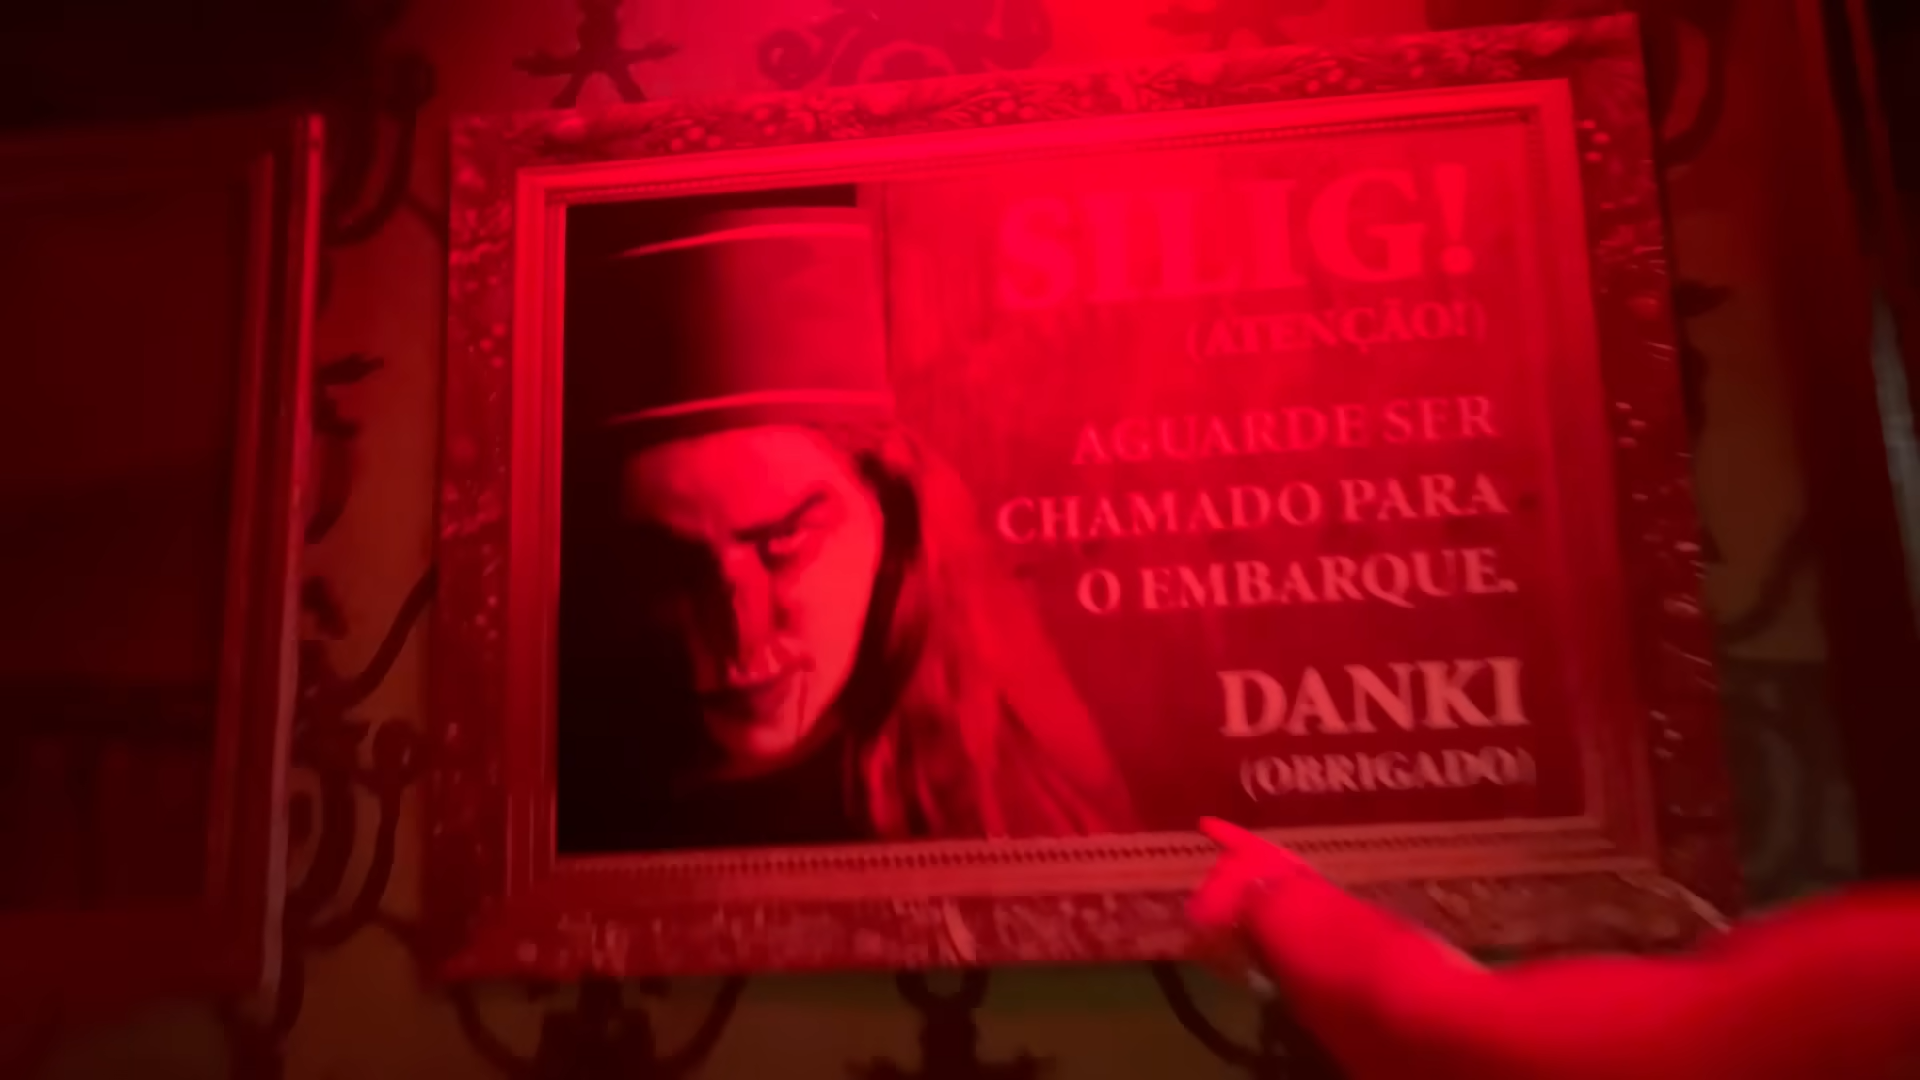 SILIG!
(ATENÇÃO!)
AGUARDE SER
CHAMADO PARA
O EMBARQUE.
DANKI
(OBRIGADO)